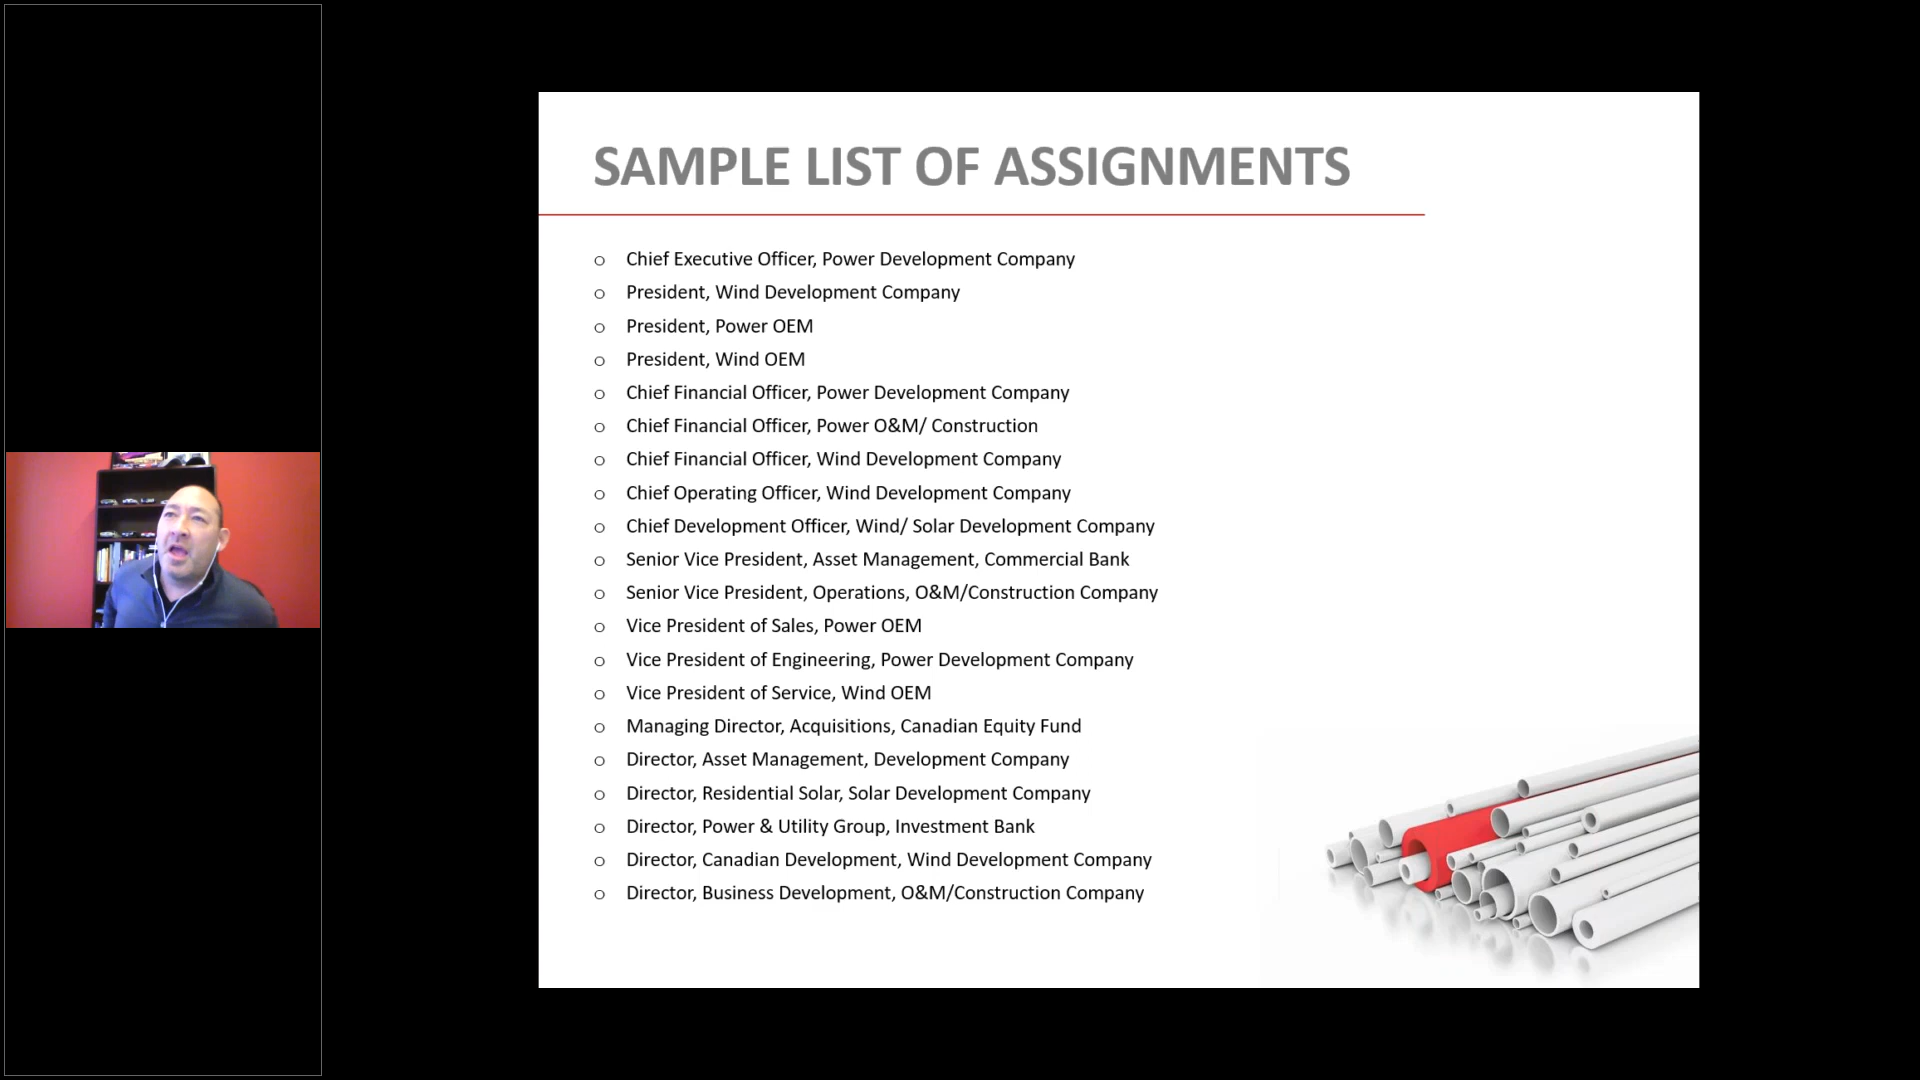 SAMPLE LIST OF ASSIGNMENTS
o Chief Executive Officer, Power Development Company
o President, Wind Development Company
o President, Power OEM
o President, Wind OEM
o Chief Financial Officer, Power Development Company
o Chief Financial Officer, Power O&M/ Construction
o Chief Financial Officer, Wind Development Company
o Chief Operating Officer, Wind Development Company
o Chief Development Officer, Wind/ Solar Development Company
o Senior Vice President, Asset Management, Commercial Bank
o Senior Vice President, Operations, O&M/Construction Company
o Vice President of Sales, Power OEM
o Vice President of Engineering, Power Development Company
o Vice President of Service, Wind OEM
o Managing Director, Acquisitions, Canadian Equity Fund
o Director, Asset Management, Development Company
o Director, Residential Solar, Solar Development Company
o Director, Power & Utility Group, Investment Bank
o Director, Canadian Development, Wind Development Company
o Director, Business Development, O&M/Construction Company